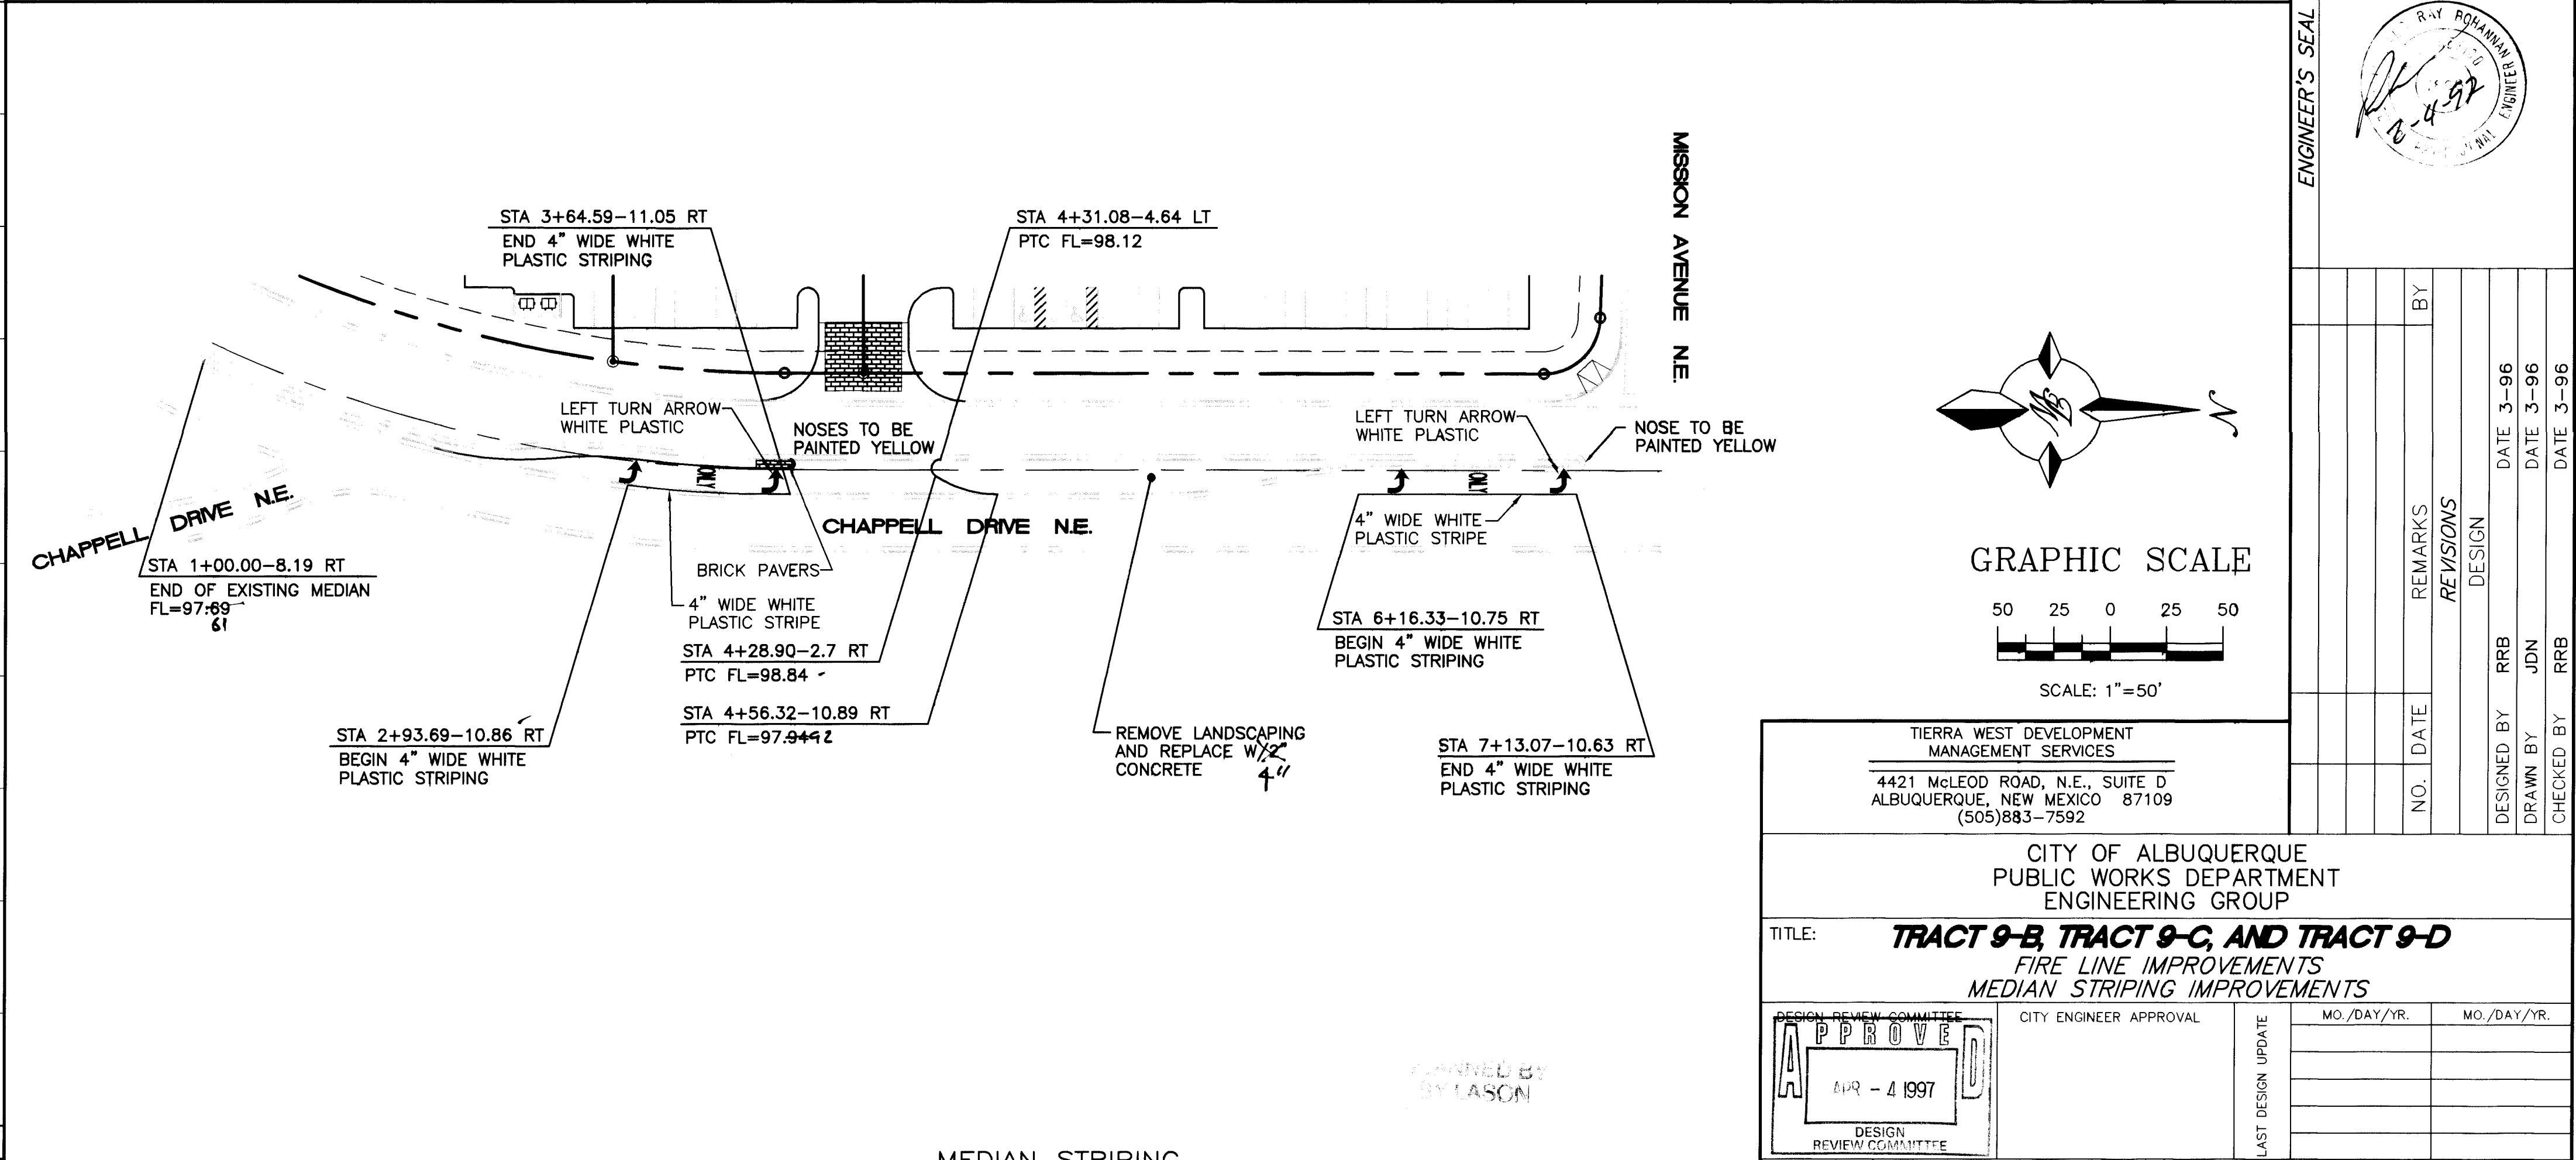 STA 3+64.59-11.05 RT
END 4" WIDE WHITE
PLASTIC STRIPING
STA 4+31.08-4.64 LT
PTC FL=98.12
MISSION AVENUE N.E.
LEFT TURN ARROW
WHITE PLASTIC
NOSES TO BE
PAINTED YELLOW
LEFT TURN ARROW
WHITE PLASTIC
NOSE TO BE
PAINTED YELLOW
ONLY
ONLY
CHAPPELL DRIVE N.E.
CHAPPELL DRIVE N.E.
4" WIDE WHITE
PLASTIC STRIPE
STA 1+00.00-8.19 RT
END OF EXISTING MEDIAN
FL=97.69
61
BRICK PAVERS
4" WIDE WHITE
PLASTIC STRIPE
STA 4+28.90-2.7 RT
PTC FL=98.84
STA 4+56.32-10.89 RT
PTC FL=97.9492
STA 2+93.69-10.86 RT
BEGIN 4" WIDE WHITE
PLASTIC STRIPING
REMOVE LANDSCAPING
AND REPLACE W/2"
CONCRETE 4"
STA 6+16.33-10.75 RT
BEGIN 4" WIDE WHITE
PLASTIC STRIPING
STA 7+13.07-10.63 RT
END 4" WIDE WHITE
PLASTIC STRIPING
N
GRAPHIC SCALE
50 25 0 25 50
SCALE: 1"=50'
ENGINEER'S SEAL
RAY BOHANNAN
ENGINEER
NO. DATE REMARKS BY
REVISIONS
DESIGN
DESIGNED BY RRB DATE 3-96
DRAWN BY JDN DATE 3-96
CHECKED BY RRB DATE 3-96
TIERRA WEST DEVELOPMENT
MANAGEMENT SERVICES
4421 McLEOD ROAD, N.E., SUITE D
ALBUQUERQUE, NEW MEXICO 87109
(505)883-7592
CITY OF ALBUQUERQUE
PUBLIC WORKS DEPARTMENT
ENGINEERING GROUP
TITLE: TRACT 9-B, TRACT 9-C, AND TRACT 9-D
FIRE LINE IMPROVEMENTS
MEDIAN STRIPING IMPROVEMENTS
DESIGN REVIEW COMMITTEE
APPROVED
APR - 4 1997
DESIGN
REVIEW COMMITTEE
CITY ENGINEER APPROVAL
LAST DESIGN UPDATE
MO./DAY/YR. MO./DAY/YR.
BY LASON
MEDIAN STRIPING